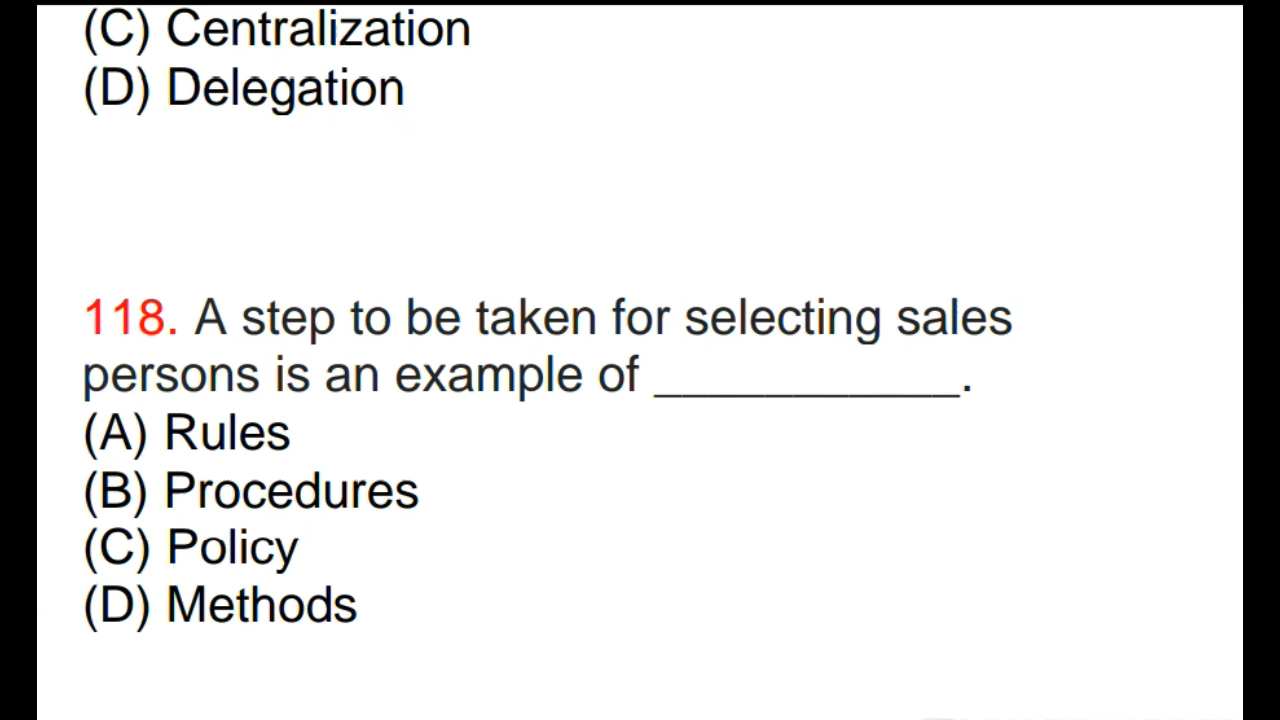 (C) Centralization
(D) Delegation
118. A step to be taken for selecting sales
persons is an example of ___________.
(A) Rules
(B) Procedures
(C) Policy
(D) Methods